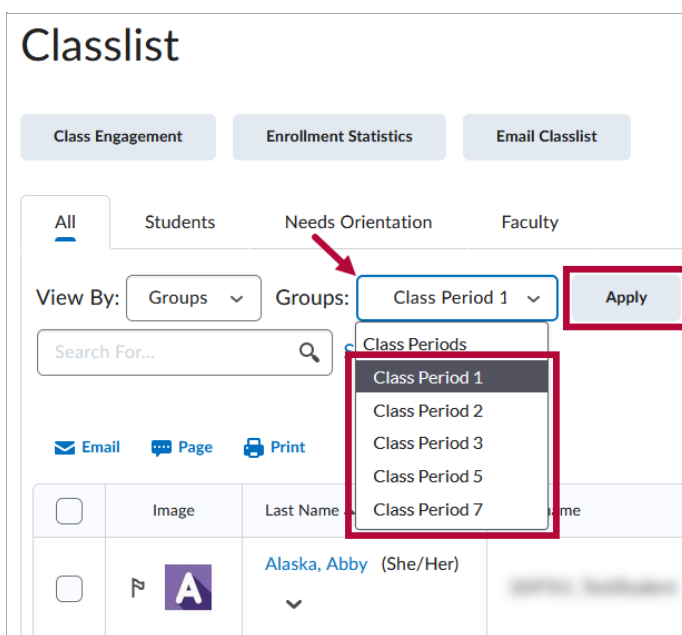 Classlist
Class Engagement Enrollment Statistics Email Classlist
All Students Needs Orientation Faculty
View By: Groups Groups: Class Period 1 Apply
Search For... S
Class Periods
Class Period 1
Class Period 2
Class Period 3
Class Period 5
Class Period 7
Email Page Print
Image Last Name
Alaska, Abby (She/Her)
A